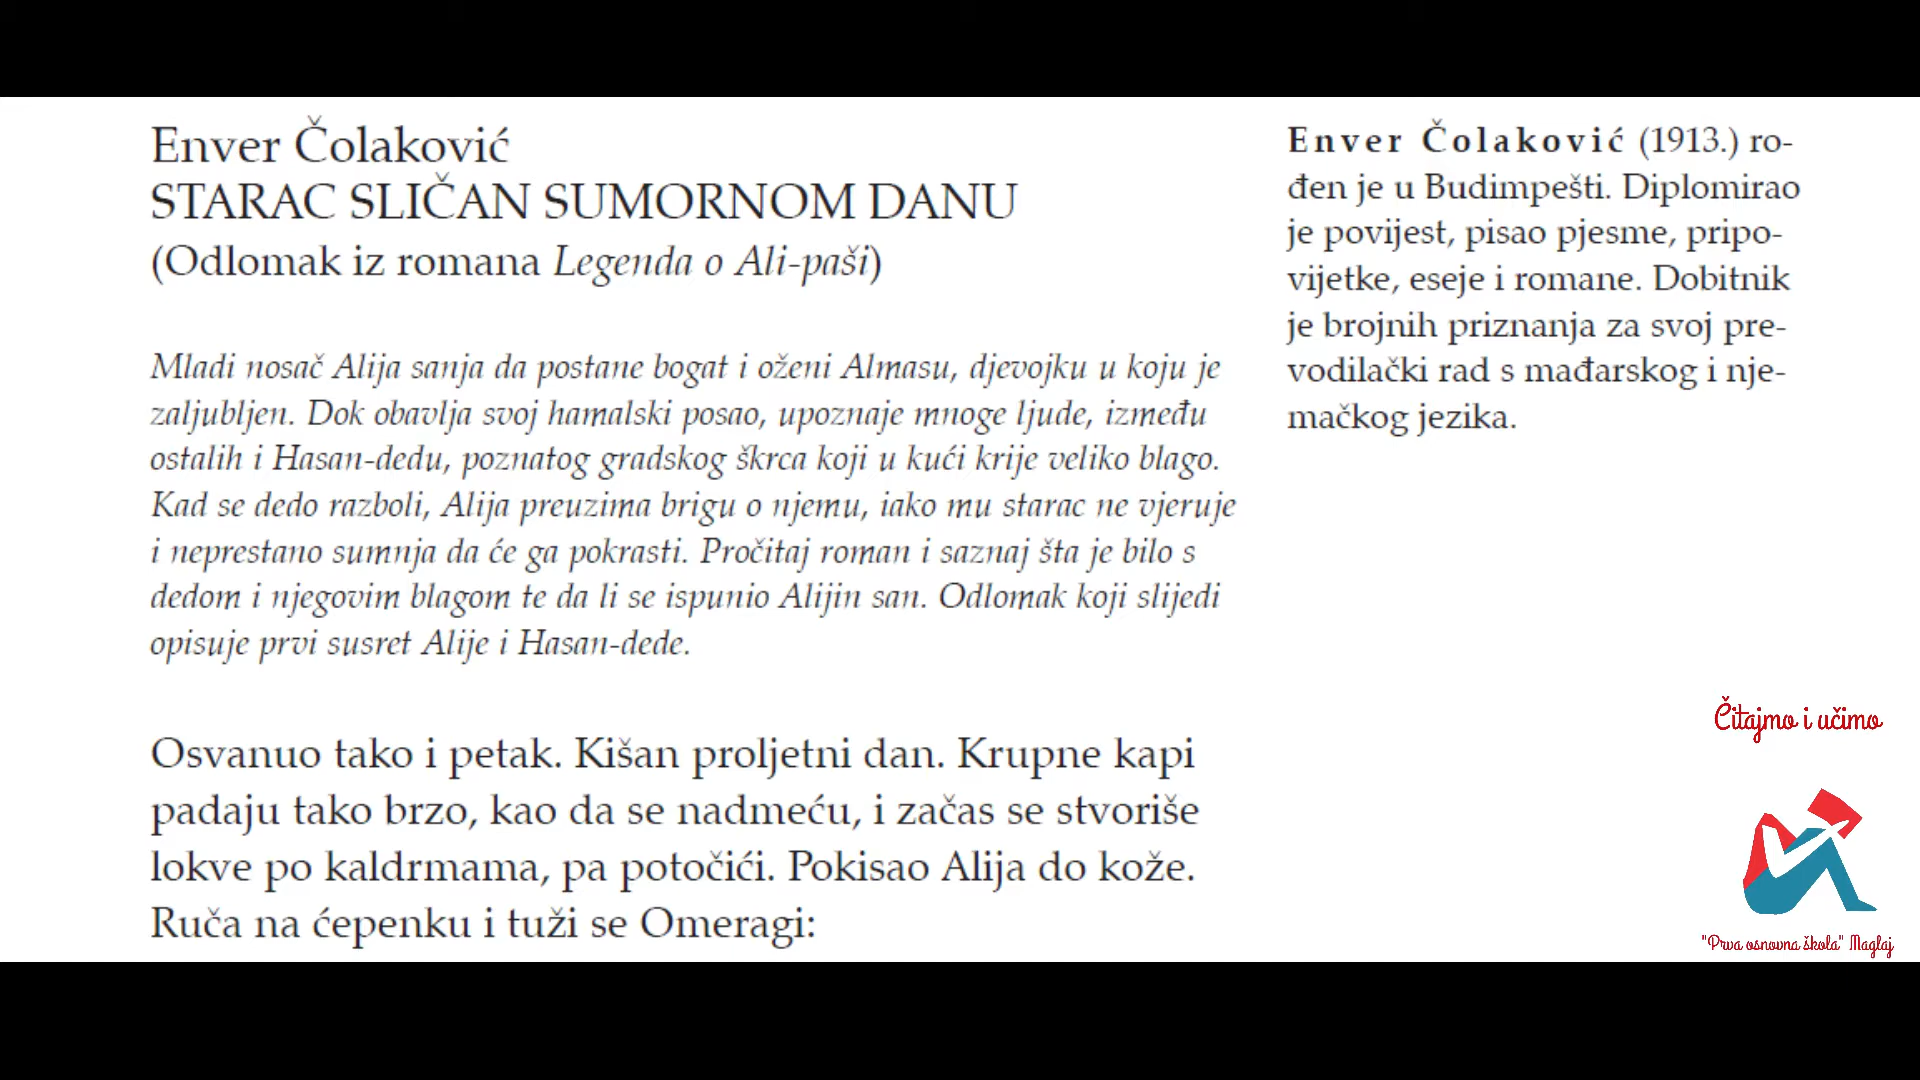 Enver Čolaković
STARAC SLIČAN SUMORNOM DANU
(Odlomak iz romana Legenda o Ali-paši)
Mladi nosač Alija sanja da postane bogat i oženi Almasu, djevojku u koju je
zaljubljen. Dok obavlja svoj hamalski posao, upoznaje mnoge ljude, između
ostalih i Hasan-dedu, poznatog gradskog škrca koji u kući krije veliko blago.
Kad se dedo razboli, Alija preuzima brigu o njemu, iako mu starac ne vjeruje
i neprestano sumnja da će ga pokrasti. Pročitaj roman i saznaj šta je bilo s
dedom i njegovim blagom te da li se ispunio Alijin san. Odlomak koji slijedi
opisuje prvi susret Alije i Hasan-dede.
Osvanuo tako i petak. Kišan proljetni dan. Krupne kapi
padaju tako brzo, kao da se nadmeću, i začas se stvoriše
lokve po kaldrmama, pa potočići. Pokisao Alija do kože.
Ruča na ćepenku i tuži se Omeragi:
Enver Čolaković (1913.) ro-
đen je u Budimpešti. Diplomirao
je povijest, pisao pjesme, pripo-
vijetke, eseje i romane. Dobitnik
je brojnih priznanja za svoj pre-
vodilački rad s mađarskog i nje-
mačkog jezika.
Čitajmo i učimo
"Prva osnovna škola" Maglaj